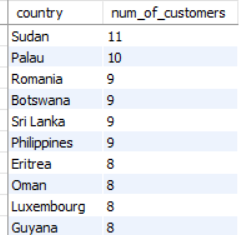 country num_of_customers
Sudan 11
Palau 10
Romania 9
Botswana 9
Sri Lanka 9
Philippines 9
Eritrea 8
Oman 8
Luxembourg 8
Guyana 8